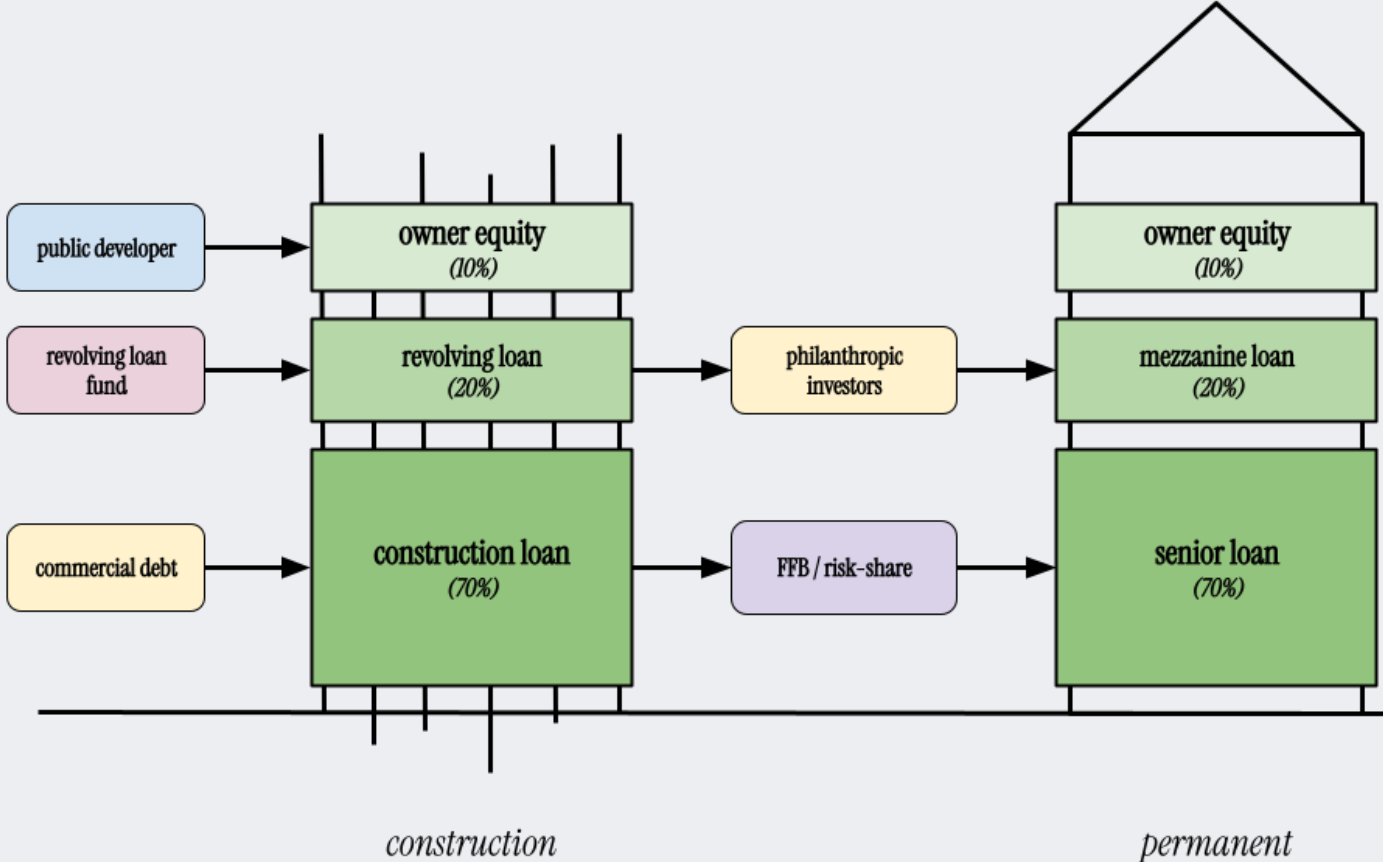 public developer
owner equity
(10%)
owner equity
(10%)
revolving loan
fund
revolving loan
(20%)
philanthropic
investors
mezzanine loan
(20%)
commercial debt
construction loan
(70%)
FFB / risk-share
senior loan
(70%)
construction
permanent